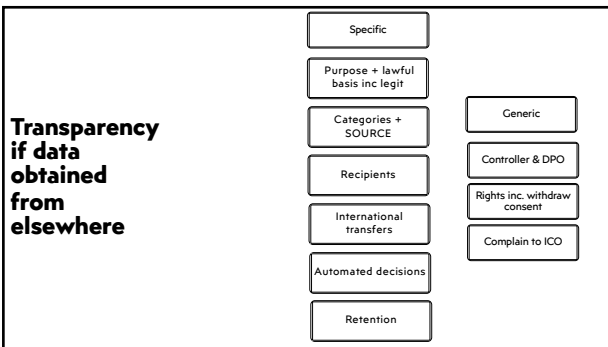 Transparency
if data
obtained
from
elsewhere
Specific
Purpose + lawful
basis inc legit
Categories +
SOURCE
Recipients
International
transfers
Automated decisions
Retention
Generic
Controller & DPO
Rights inc. withdraw
consent
Complain to ICO